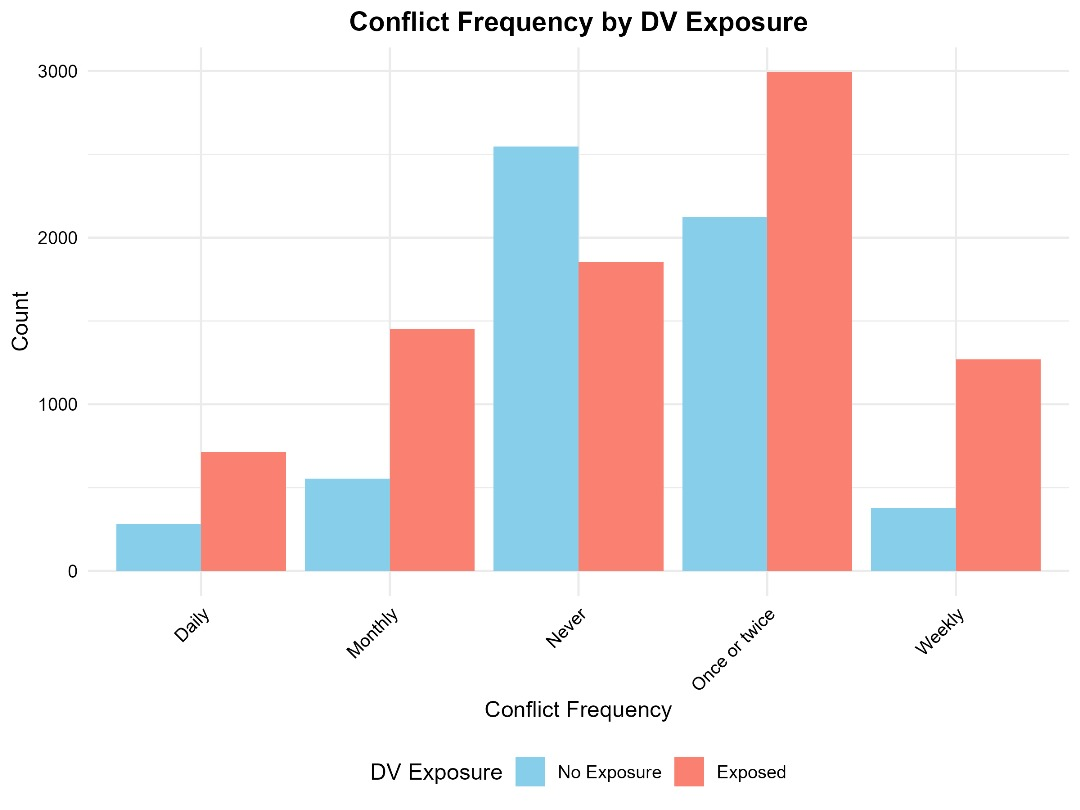 Conflict Frequency by DV Exposure
3000
2000
1000
0
Count
Daily
Monthly
Never
Once or twice
Weekly
Conflict Frequency
DV Exposure No Exposure Exposed